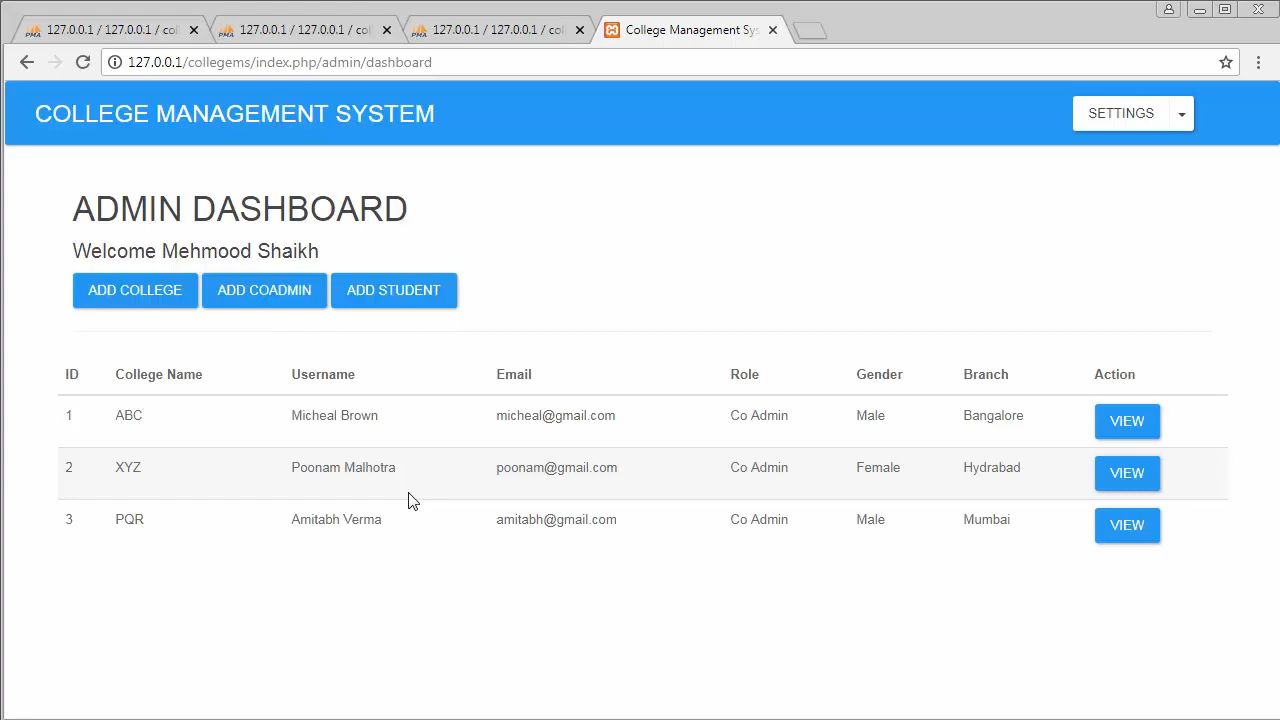 127.0.0.1 / 127.0.0.1 / col
127.0.0.1 / 127.0.0.1 / col
127.0.0.1 / 127.0.0.1 / col
College Management Sys
127.0.0.1/collegems/index.php/admin/dashboard
COLLEGE MANAGEMENT SYSTEM
SETTINGS
ADMIN DASHBOARD
Welcome Mehmood Shaikh
ADD COLLEGE ADD COADMIN ADD STUDENT
ID College Name Username Email Role Gender Branch Action
1 ABC Micheal Brown micheal@gmail.com Co Admin Male Bangalore VIEW
2 XYZ Poonam Malhotra poonam@gmail.com Co Admin Female Hydrabad VIEW
3 PQR Amitabh Verma amitabh@gmail.com Co Admin Male Mumbai VIEW